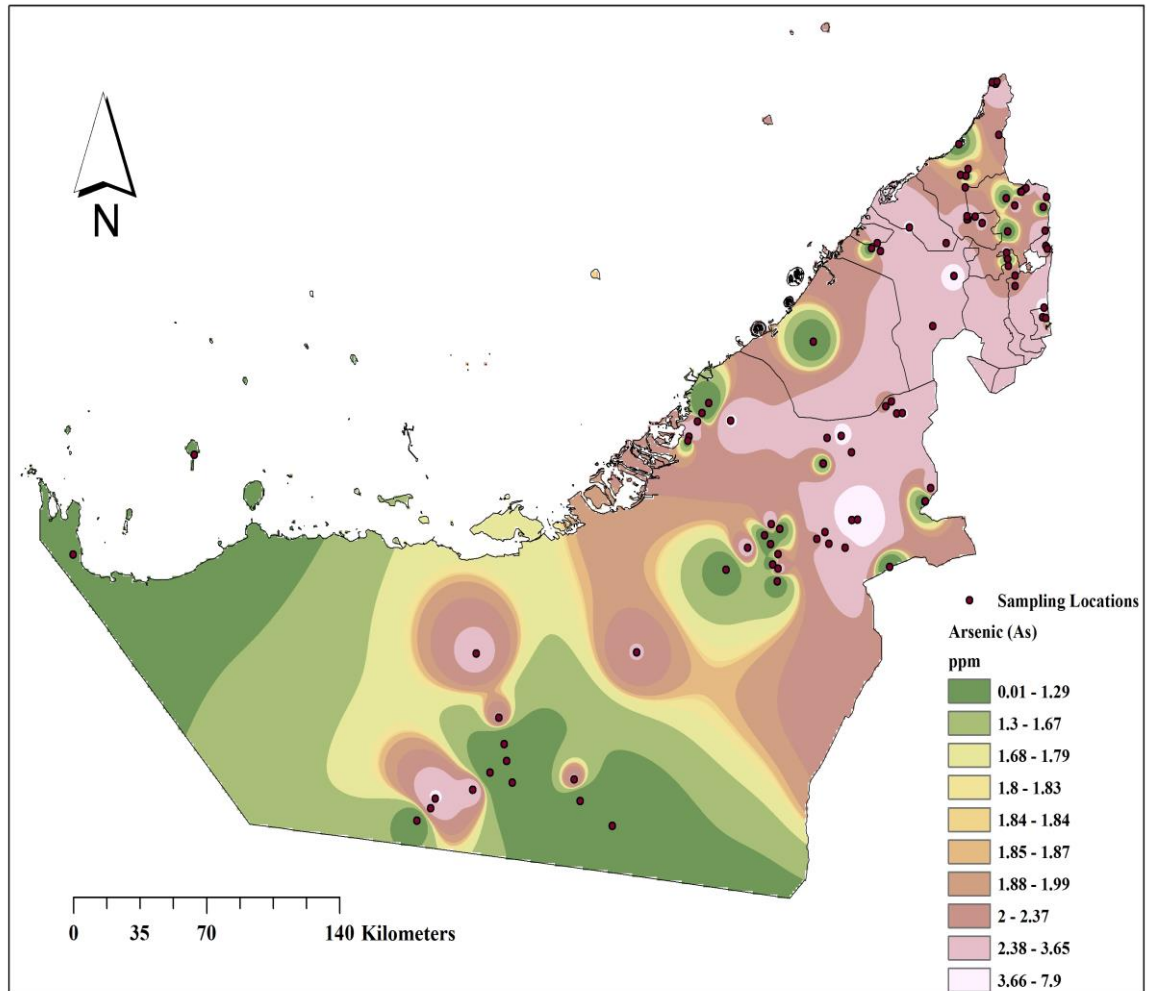 N
Sampling Locations
Arsenic (As)
ppm
0.01 - 1.29
1.3 - 1.67
1.68 - 1.79
1.8 - 1.83
1.84 - 1.84
1.85 - 1.87
1.88 - 1.99
2 - 2.37
2.38 - 3.65
3.66 - 7.9
0 35 70 140 Kilometers